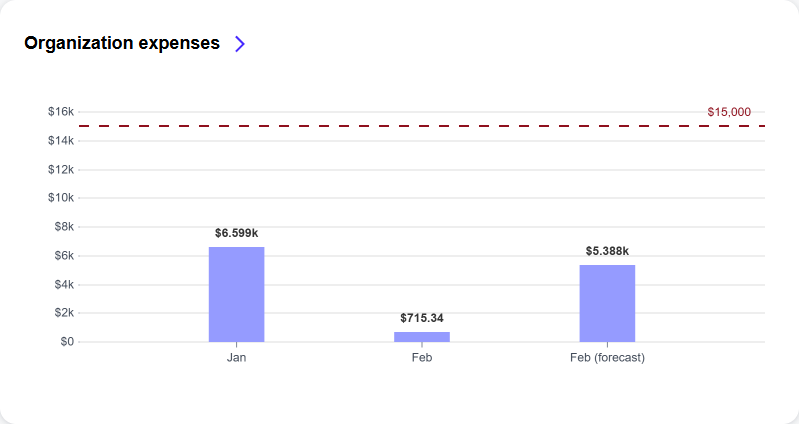 Organization expenses
$16k
$15,000
$14k
$12k
$10k
$8k
$6.599k
$6k
$5.388k
$4k
$715.34
$2k
$0
Jan Feb Feb (forecast)